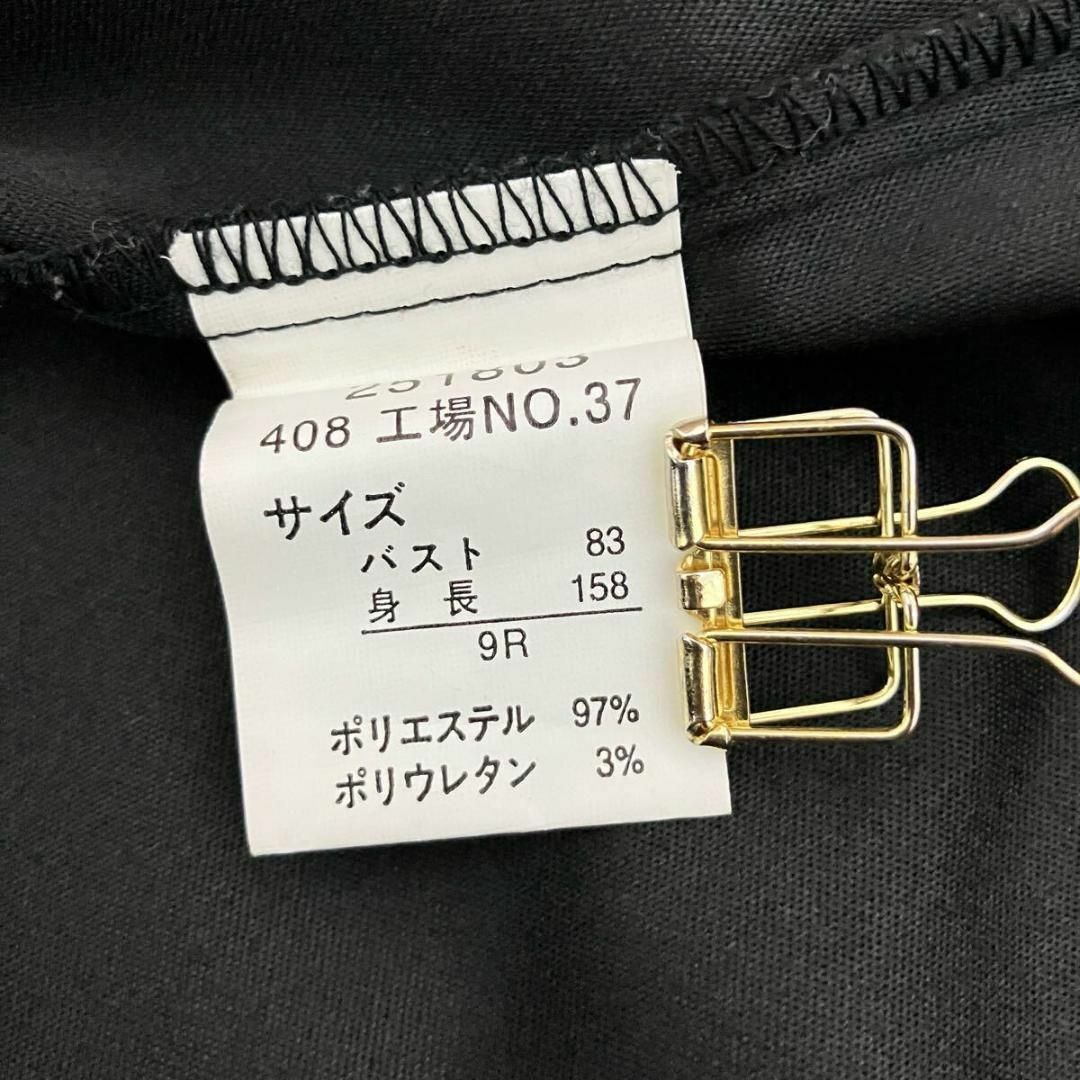 251803
408 工場NO.37
サイズ
バスト 83
身長 158
9R
ポリエステル 97%
ポリウレタン 3%